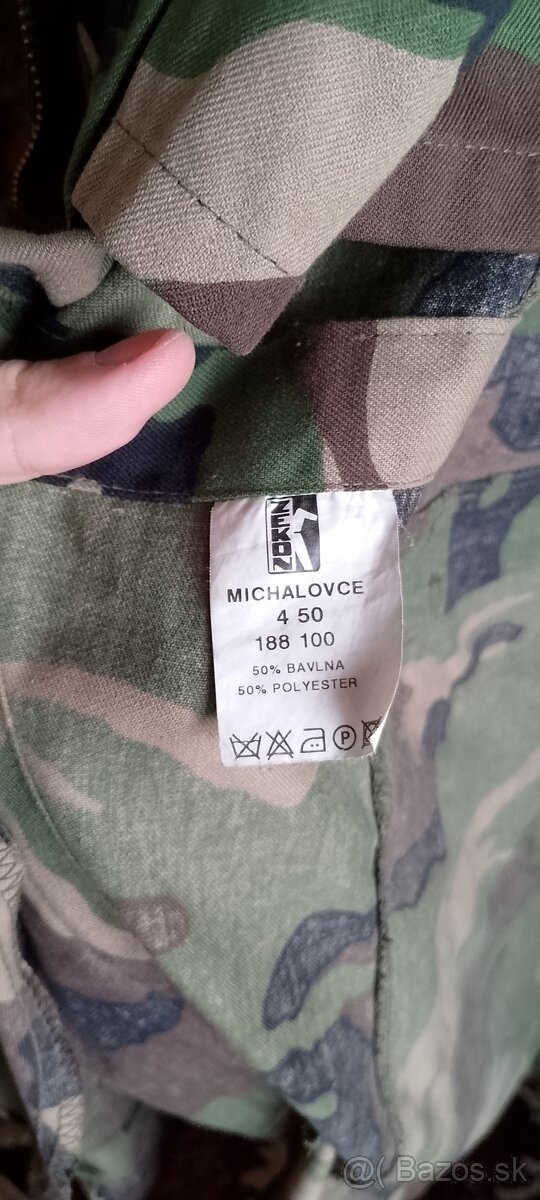 ZEKON
MICHALOVCE
4 50
188 100
50% BAVLNA
50% POLYESTER
P
@( Bazos.sk